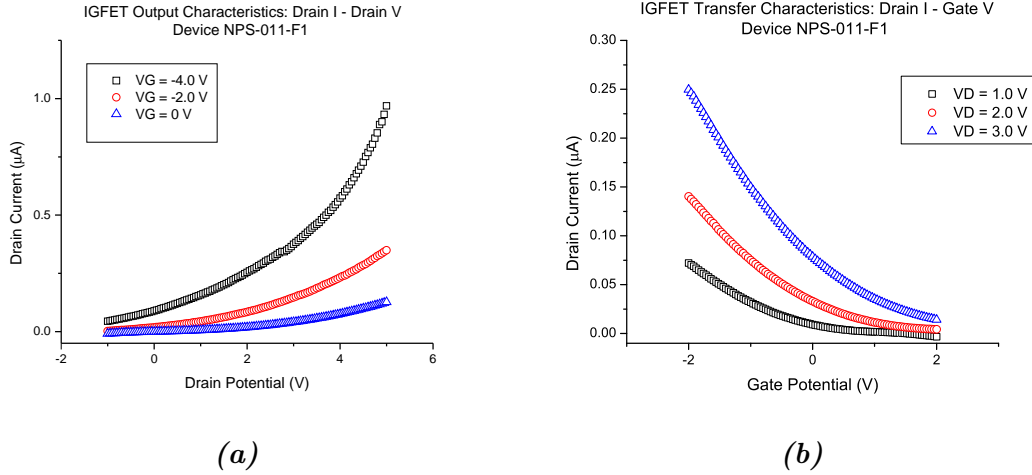 IGFET Output Characteristics: Drain I - Drain V
Device NPS-011-F1
VG = -4.0 V
VG = -2.0 V
VG = 0 V
1.0
0.5
0.0
Drain Current (µA)
-2
0
2
4
6
Drain Potential (V)
(a)
IGFET Transfer Characteristics: Drain I - Gate V
Device NPS-011-F1
0.30
0.25
0.20
0.15
0.10
0.05
0.00
Drain Current (µA)
VD = 1.0 V
VD = 2.0 V
VD = 3.0 V
-2
0
2
Gate Potential (V)
(b)